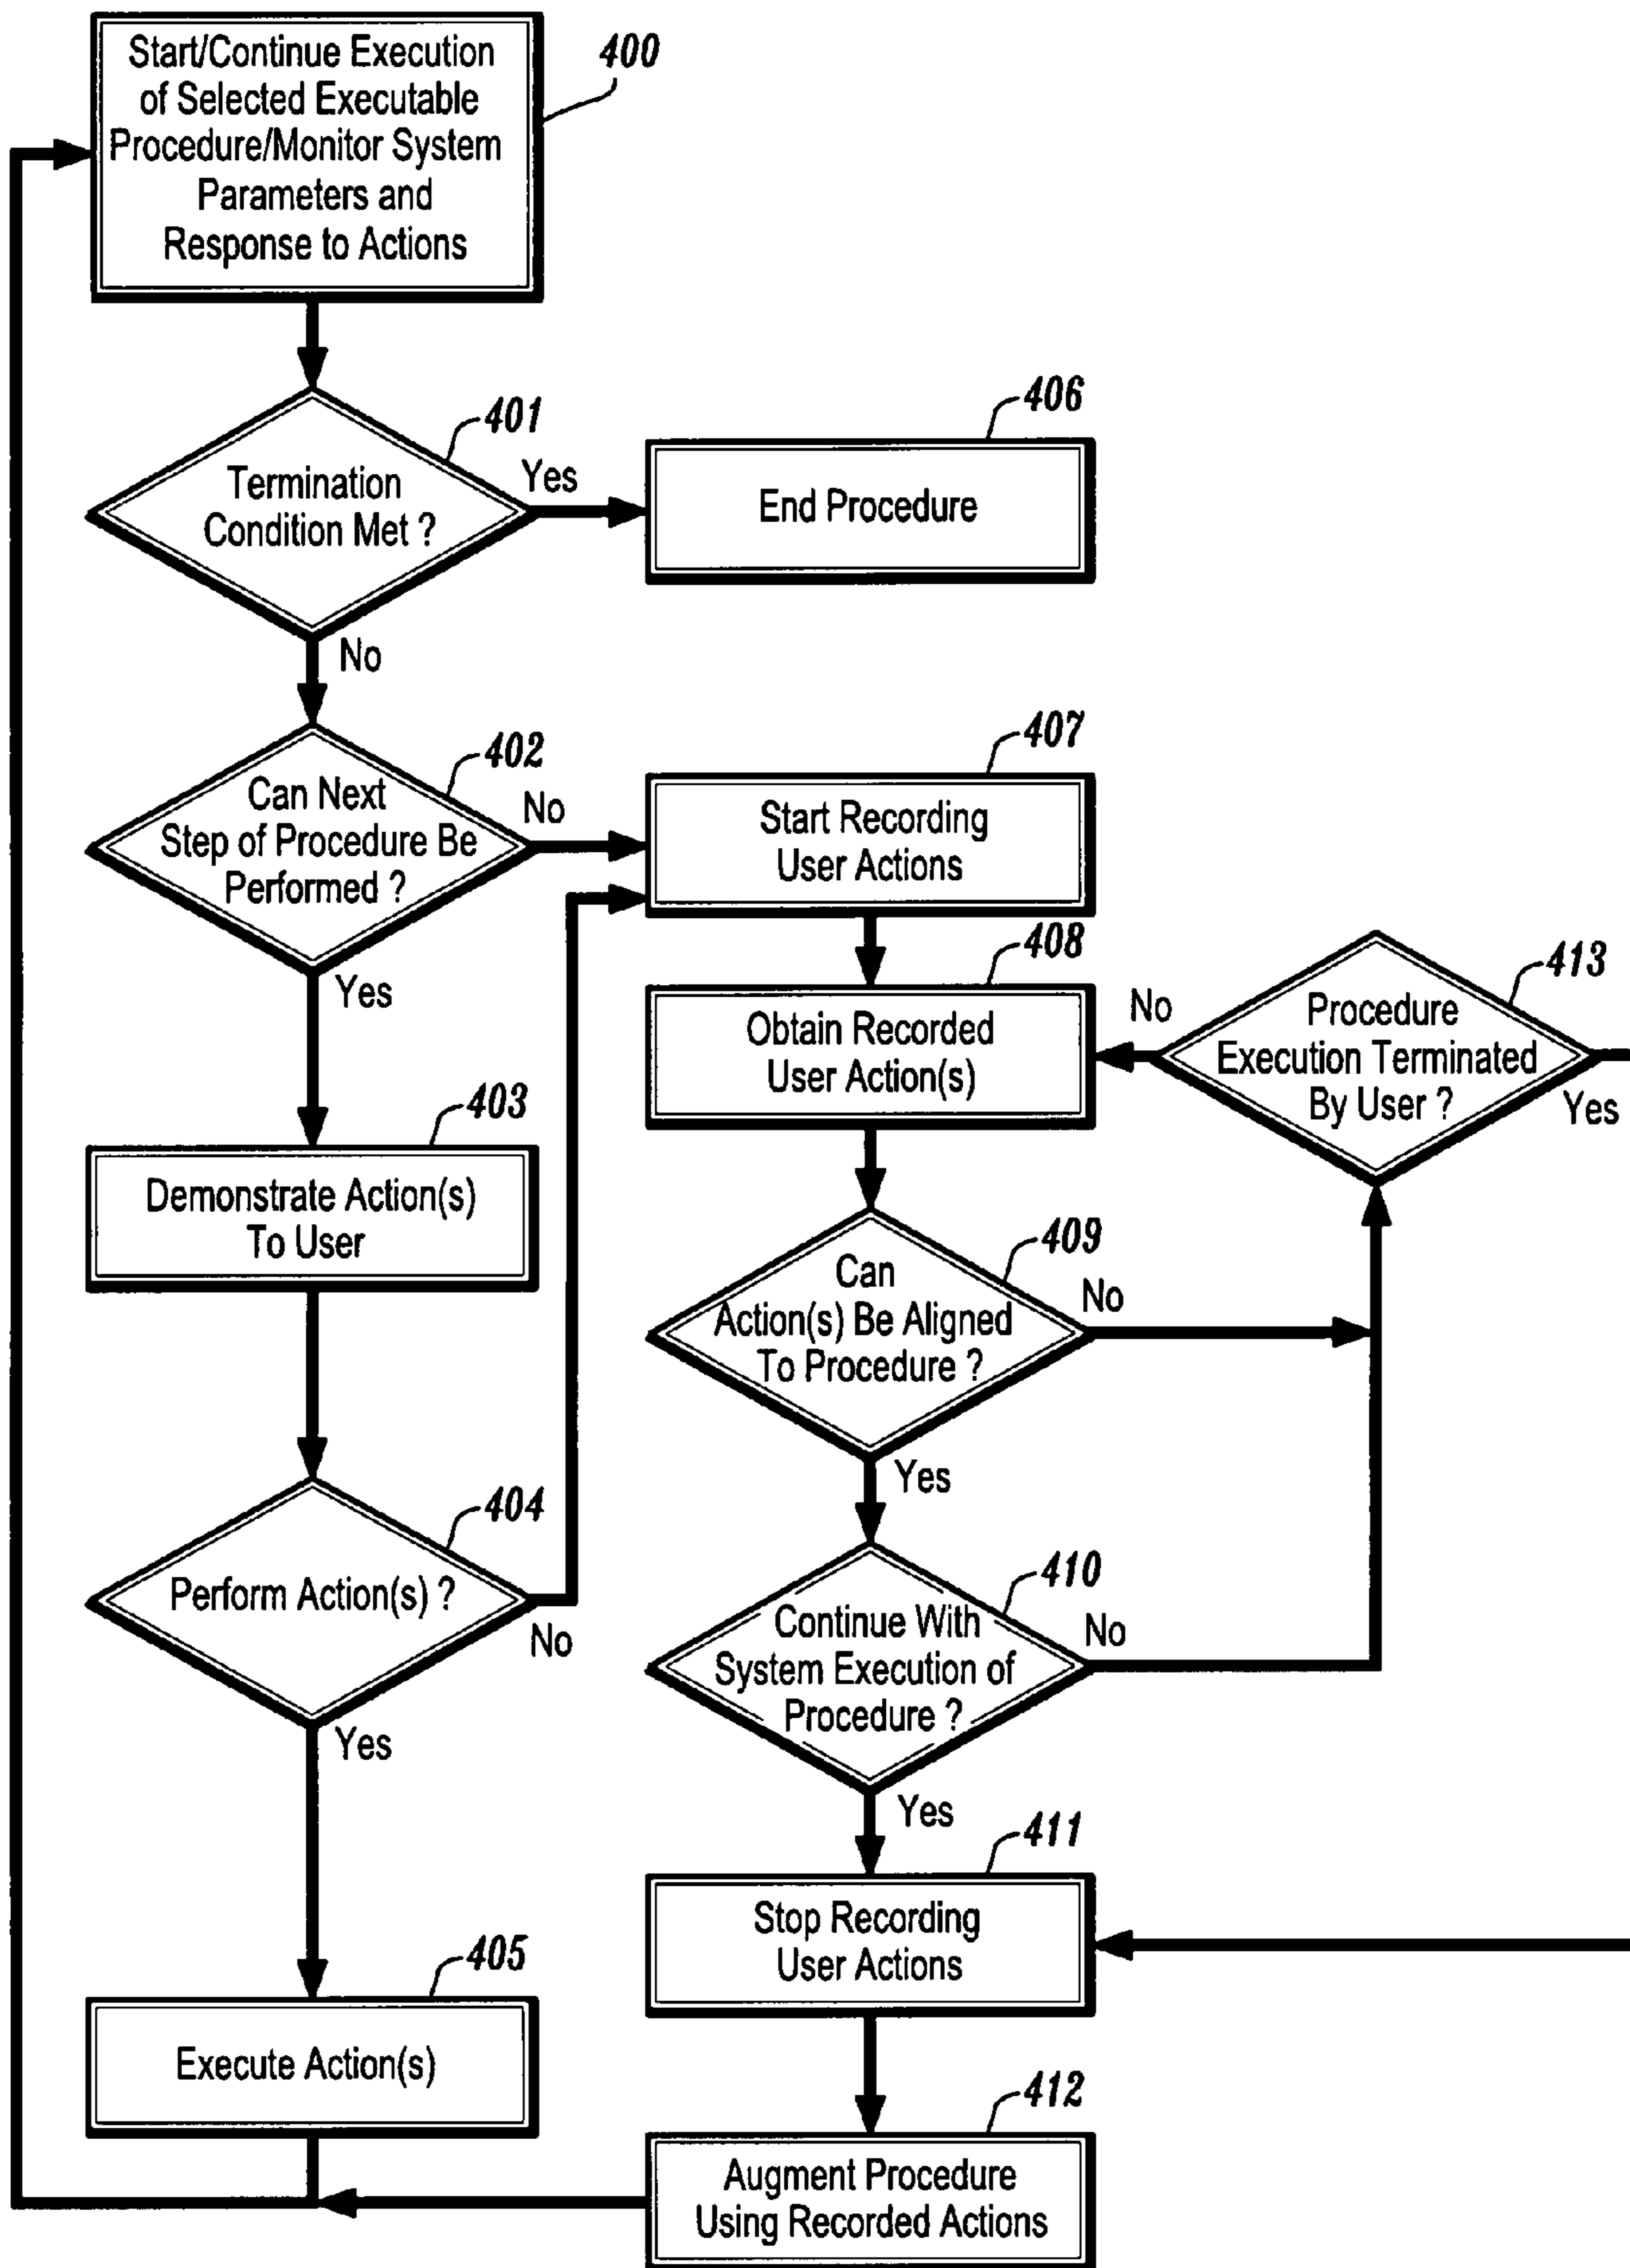 Start/Continue Execution
of Selected Executable
Procedure/Monitor System
Parameters and
Response to Actions
400
401
Termination
Condition Met ?
Yes
No
406
End Procedure
402
Can Next
Step of Procedure Be
Performed ?
No
Yes
407
Start Recording
User Actions
408
Obtain Recorded
User Action(s)
413
Procedure
Execution Terminated
By User ?
No
Yes
403
Demonstrate Action(s)
To User
409
Can
Action(s) Be Aligned
To Procedure ?
No
Yes
404
Perform Action(s) ?
No
Yes
410
Continue With
System Execution of
Procedure ?
No
Yes
411
Stop Recording
User Actions
405
Execute Action(s)
412
Augment Procedure
Using Recorded Actions